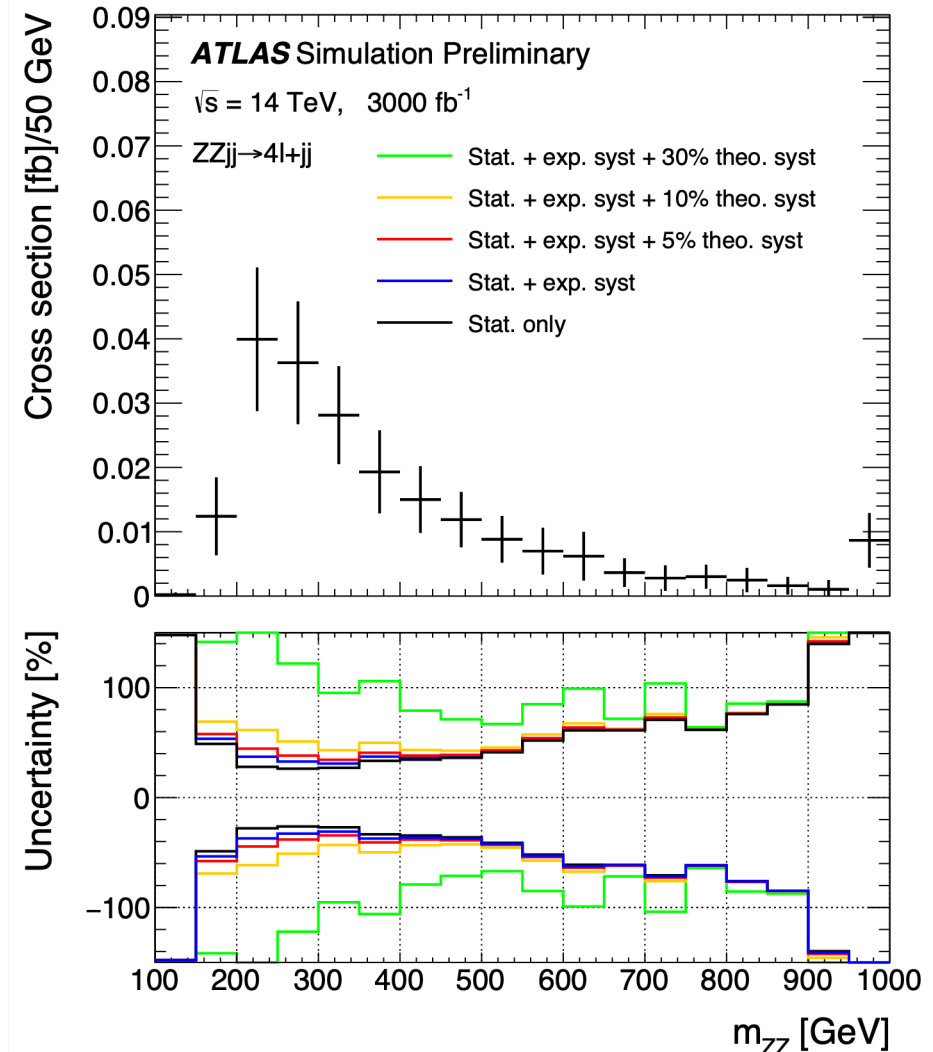 0.09
0.08
0.07
0.06
0.05
0.04
0.03
0.02
0.01
0
Cross section [fb]/50 GeV
ATLAS Simulation Preliminary
√s = 14 TeV, 3000 fb⁻¹
ZZjj→4l+jj
Stat. + exp. syst + 30% theo. syst
Stat. + exp. syst + 10% theo. syst
Stat. + exp. syst + 5% theo. syst
Stat. + exp. syst
Stat. only
Uncertainty [%]
100
0
−100
100 200 300 400 500 600 700 800 900 1000
m_ZZ [GeV]